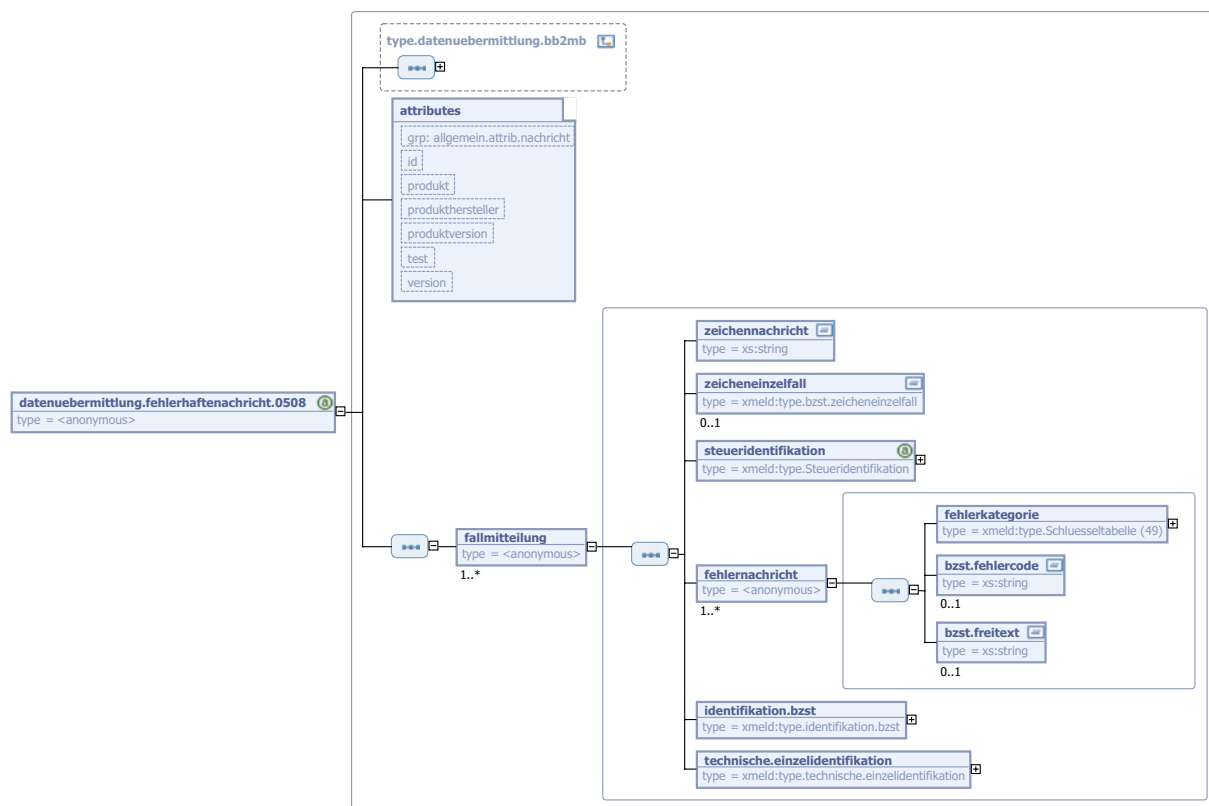 type.datenuebermittlung.bb2mb
attributes
grp: allgemein.attrib.nachricht
id
produkt
produkthersteller
produktversion
test
version
datenuebermittlung.fehlerhaftenachricht.0508
type = <anonymous>
fallmitteilung
type = <anonymous>
1..*
zeichennachricht
type = xs:string
zeicheneinzelfall
type = xmeld:type.bzst.zeicheneinzelfall
0..1
steueridentifikation
type = xmeld:type.Steueridentifikation
fehlernachricht
type = <anonymous>
1..*
fehlerkategorie
type = xmeld:type.Schluesseltabelle (49)
bzst.fehlercode
type = xs:string
0..1
bzst.freitext
type = xs:string
0..1
identifikation.bzst
type = xmeld:type.identifikation.bzst
technische.einzelidentifikation
type = xmeld:type.technische.einzelidentifikation